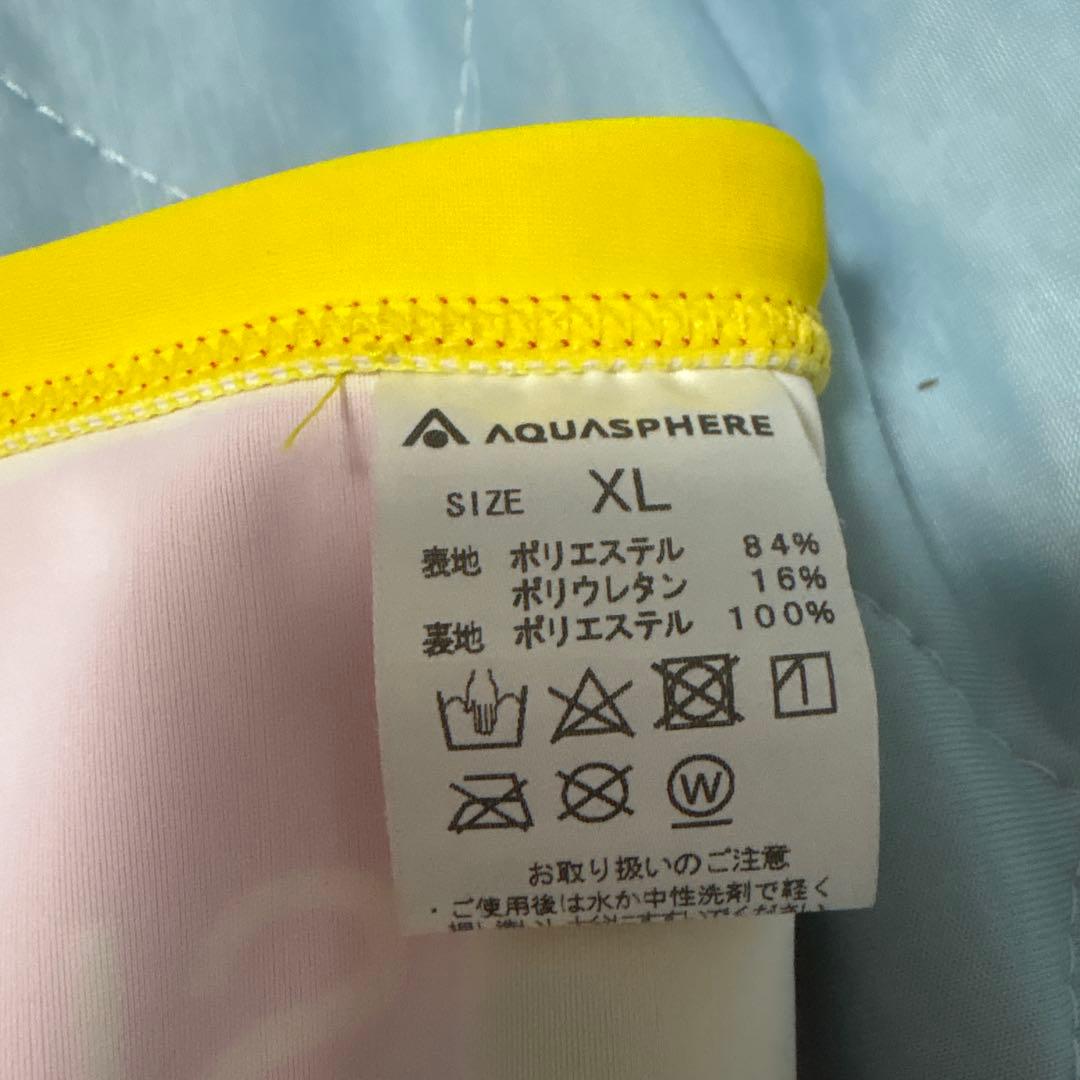 AQUASPHERE
SIZE XL
表地 ポリエステル 84%
ポリウレタン 16%
裏地 ポリエステル 100%
W
お取り扱いのご注意
・ご使用後は水か中性洗剤で軽く